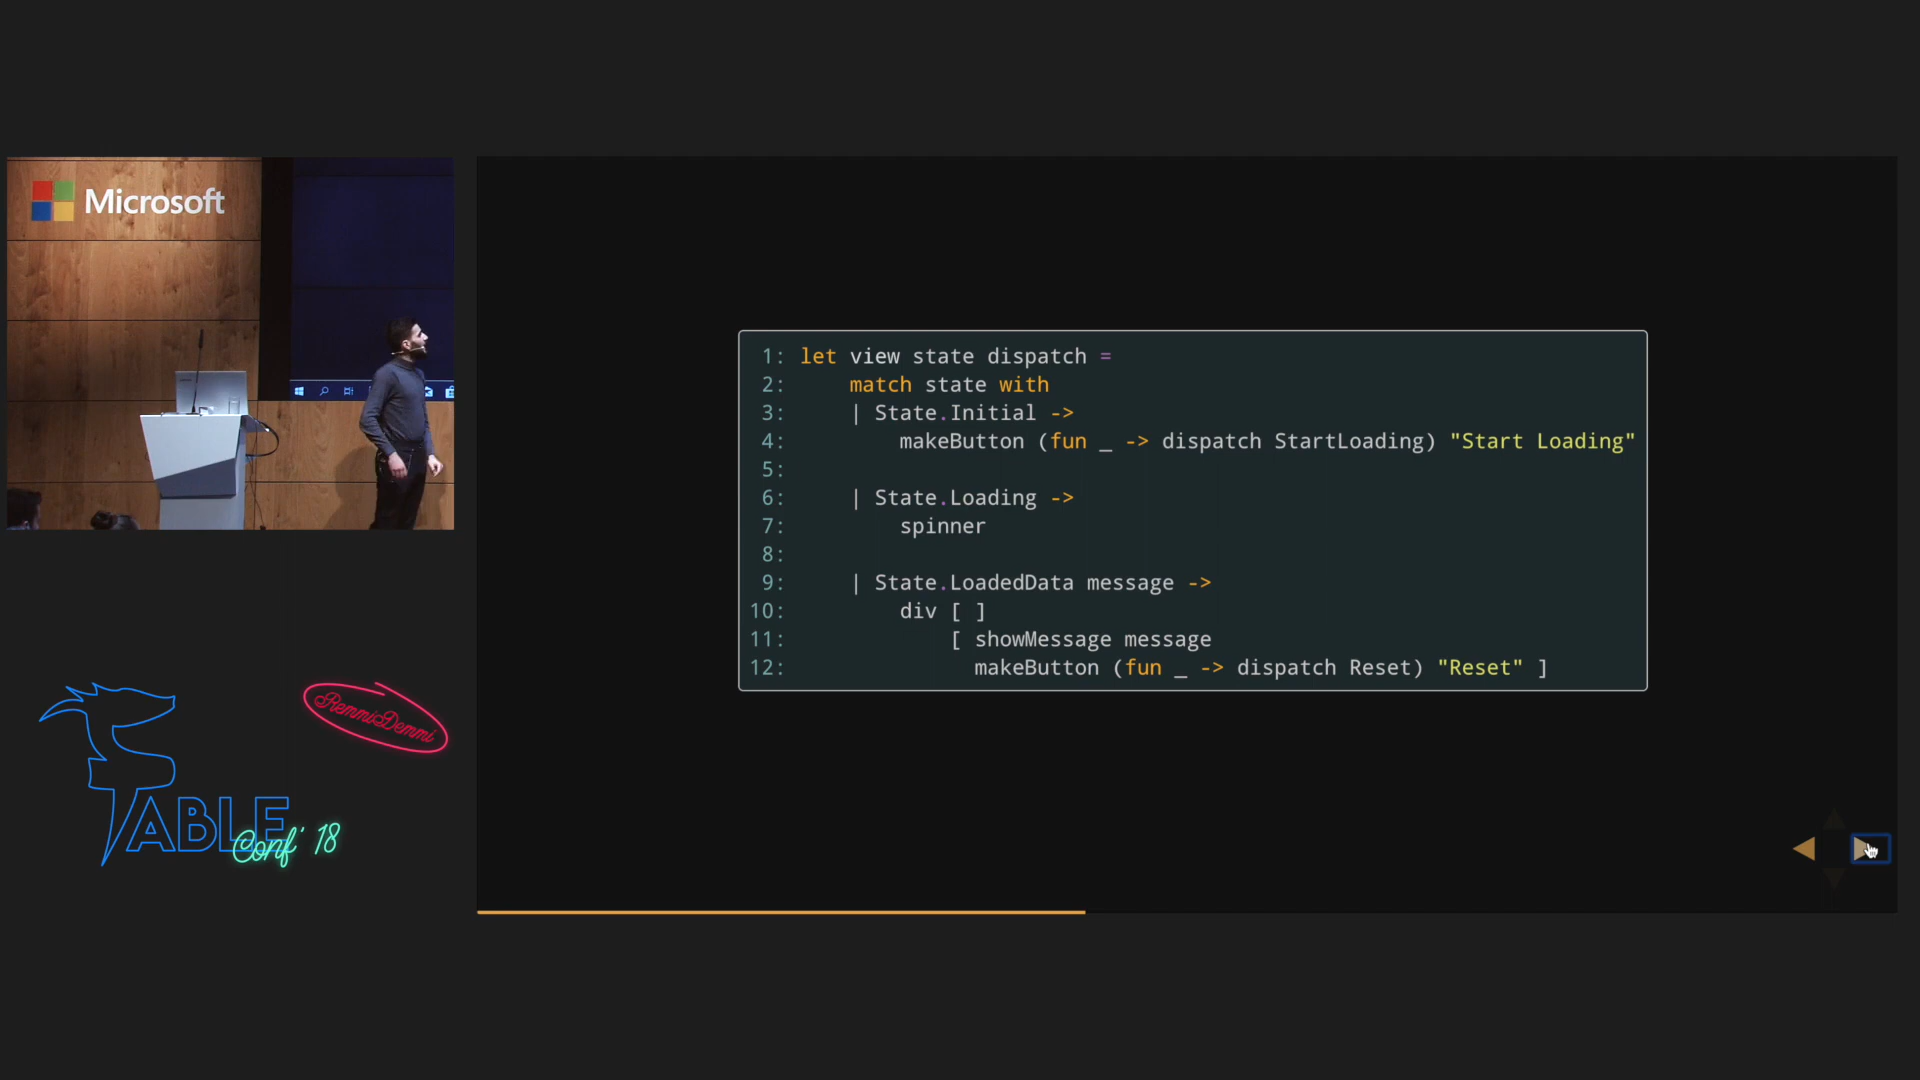 Microsoft
1: let view state dispatch =
2: match state with
3: | State.Initial ->
4: makeButton (fun _ -> dispatch StartLoading) "Start Loading"
5:
6: | State.Loading ->
7: spinner
8:
9: | State.LoadedData message ->
10: div [ ]
11: [ showMessage message
12: makeButton (fun _ -> dispatch Reset) "Reset" ]
RemmiDemmi
FABLE
Conf' 18